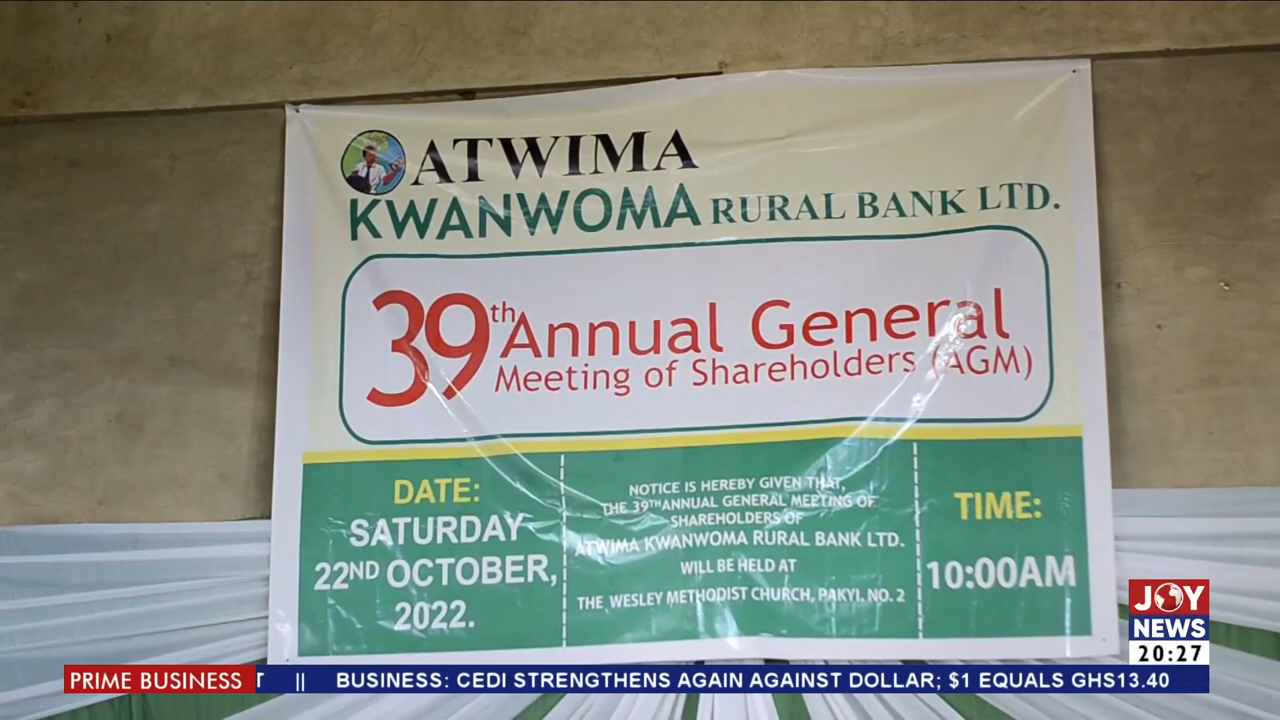 ATWIMA
KWANWOMA RURAL BANK LTD.
39th Annual General
Meeting of Shareholders (AGM)
DATE:
SATURDAY
22ND OCTOBER,
2022.
NOTICE IS HEREBY GIVEN THAT,
THE 39TH ANNUAL GENERAL MEETING OF
SHAREHOLDERS OF
ATWIMA KWANWOMA RURAL BANK LTD.
WILL BE HELD AT
THE WESLEY METHODIST CHURCH, PAKYI. NO. 2
TIME:
10:00AM
JOY
NEWS
20:27
PRIME BUSINESS || BUSINESS: CEDI STRENGTHENS AGAIN AGAINST DOLLAR; $1 EQUALS GHS13.40